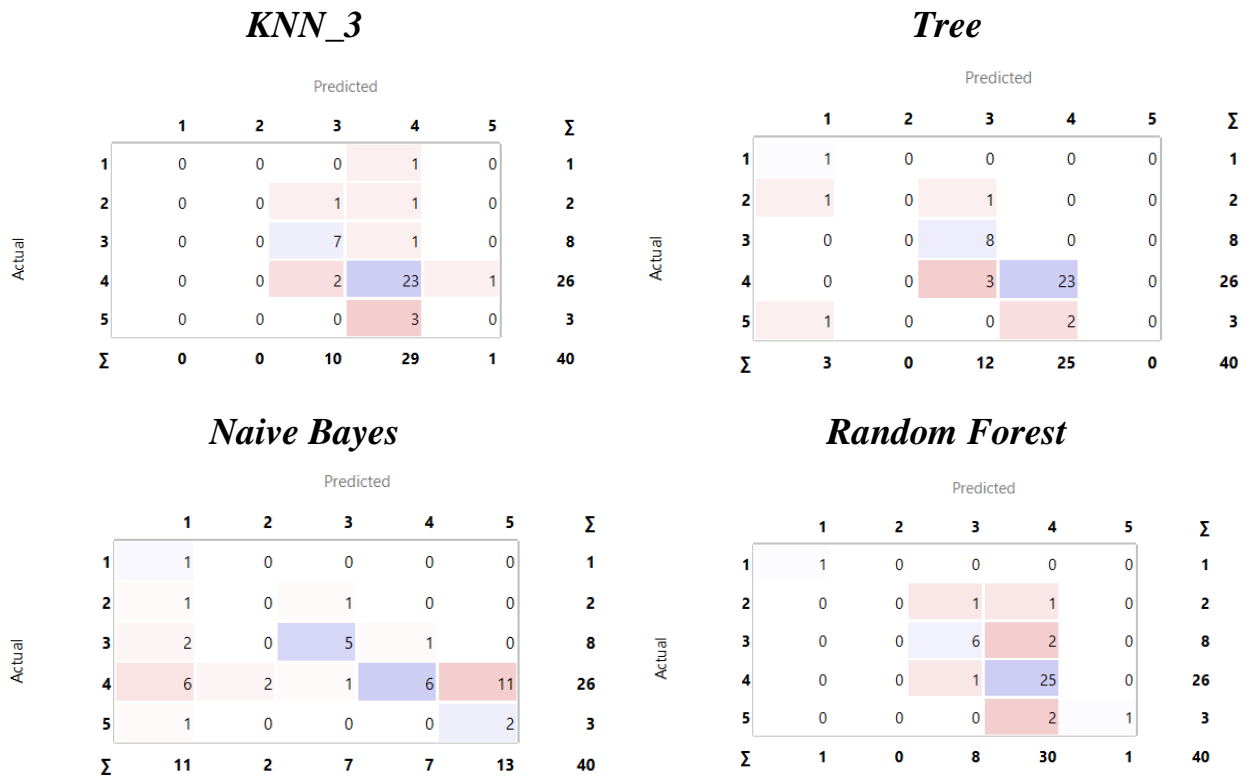 KNN_3
Predicted
1 2 3 4 5 Σ
Actual
1 0 0 0 1 0 1
2 0 0 1 1 0 2
3 0 0 7 1 0 8
4 0 0 2 23 1 26
5 0 0 0 3 0 3
Σ 0 0 10 29 1 40
Tree
Predicted
1 2 3 4 5 Σ
Actual
1 1 0 0 0 0 1
2 1 0 1 0 0 2
3 0 0 8 0 0 8
4 0 0 3 23 0 26
5 1 0 0 2 0 3
Σ 3 0 12 25 0 40
Naive Bayes
Predicted
1 2 3 4 5 Σ
Actual
1 1 0 0 0 0 1
2 1 0 1 0 0 2
3 2 0 5 1 0 8
4 6 2 1 6 11 26
5 1 0 0 0 2 3
Σ 11 2 7 7 13 40
Random Forest
Predicted
1 2 3 4 5 Σ
Actual
1 1 0 0 0 0 1
2 0 0 1 1 0 2
3 0 0 6 2 0 8
4 0 0 1 25 0 26
5 0 0 0 2 1 3
Σ 1 0 8 30 1 40